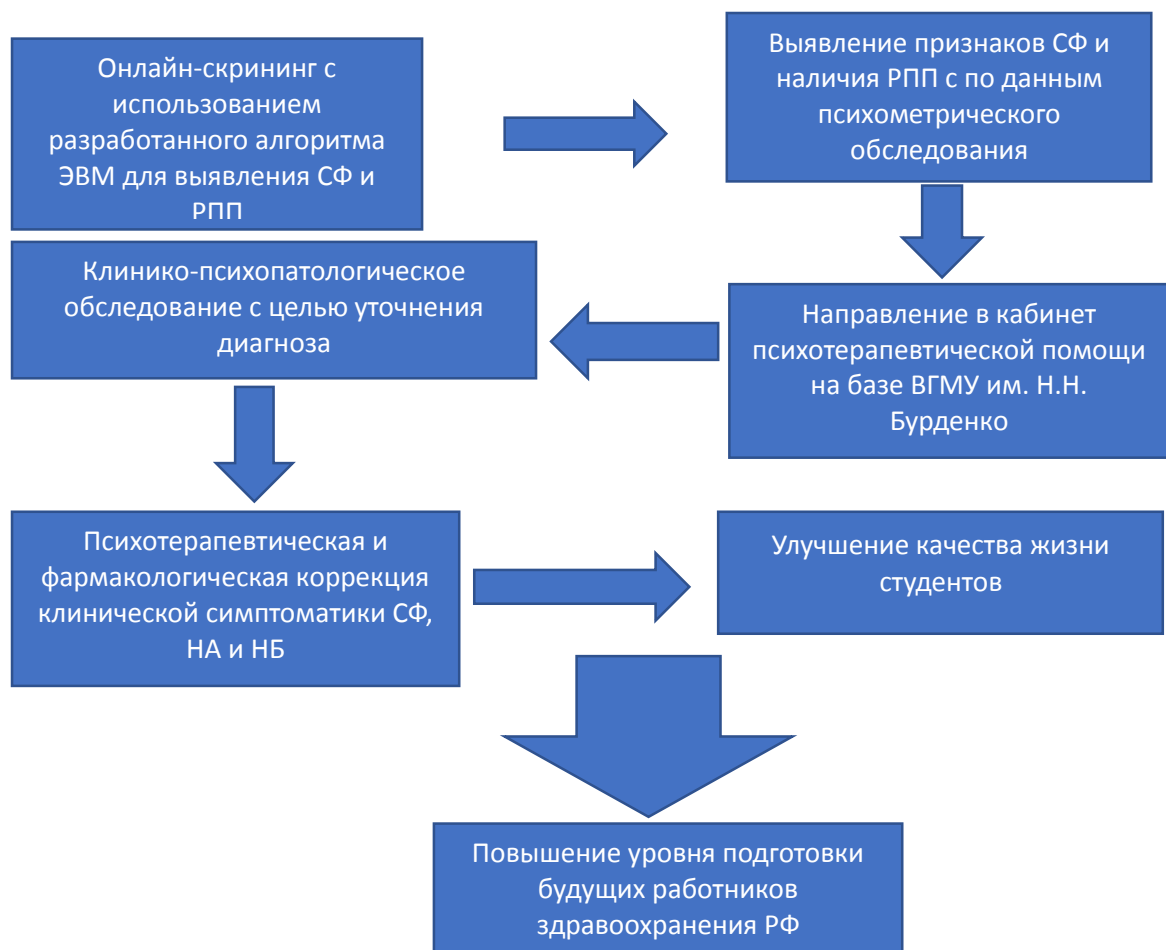 Онлайн-скрининг с
использованием
разработанного алгоритма
ЭВМ для выявления СФ и
РПП
Выявление признаков СФ и
наличия РПП с по данным
психометрического
обследования
Направление в кабинет
психотерапевтической помощи
на базе ВГМУ им. Н.Н.
Бурденко
Клинико-психопатологическое
обследование с целью уточнения
диагноза
Психотерапевтическая и
фармакологическая коррекция
клинической симптоматики СФ,
НА и НБ
Улучшение качества жизни
студентов
Повышение уровня подготовки
будущих работников
здравоохранения РФ